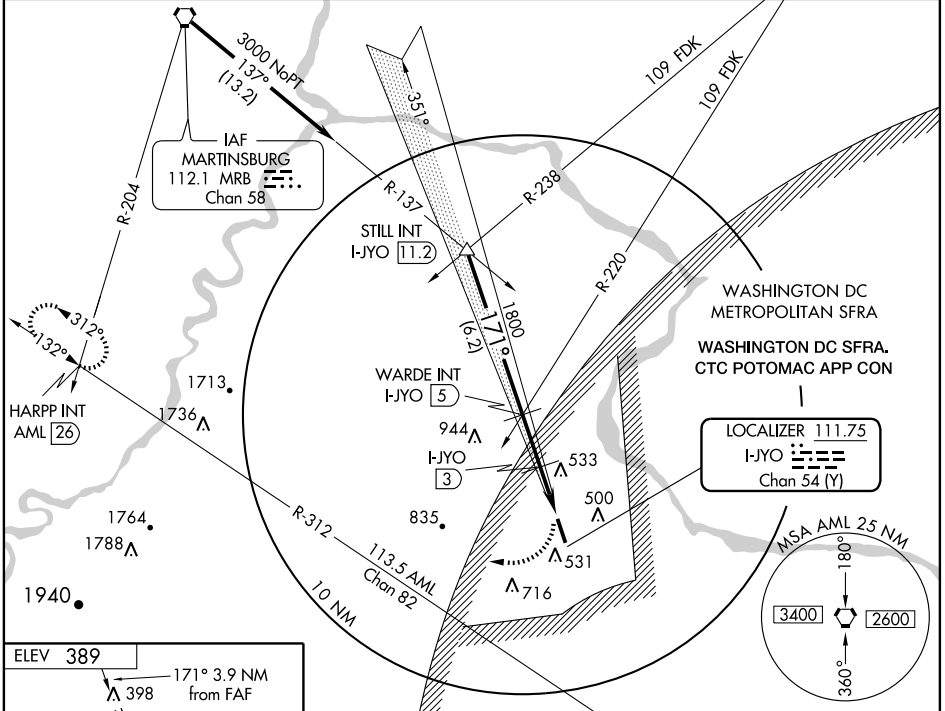 3000 NoPT
137°
(13.2)
IAF
MARTINSBURG
112.1 MRB
Chan 58
R-204
R-137
351°
109 FDK
109 FDK
R-238
R-220
STILL INT
I-JYO 11.2
1800
171°
(6.2)
WASHINGTON DC
METROPOLITAN SFRA
WASHINGTON DC SFRA.
CTC POTOMAC APP CON
312°
132°
HARPP INT
AML 26
1713
1736
WARDE INT
I-JYO 5
944
I-JYO
3
533
500
LOCALIZER 111.75
I-JYO
Chan 54 (Y)
1764
1788
1940
R-312
113.5 AML
Chan 82
835
531
716
10 NM
MSA AML 25 NM
180°
3400
2600
360°
ELEV 389
398
171° 3.9 NM
from FAF